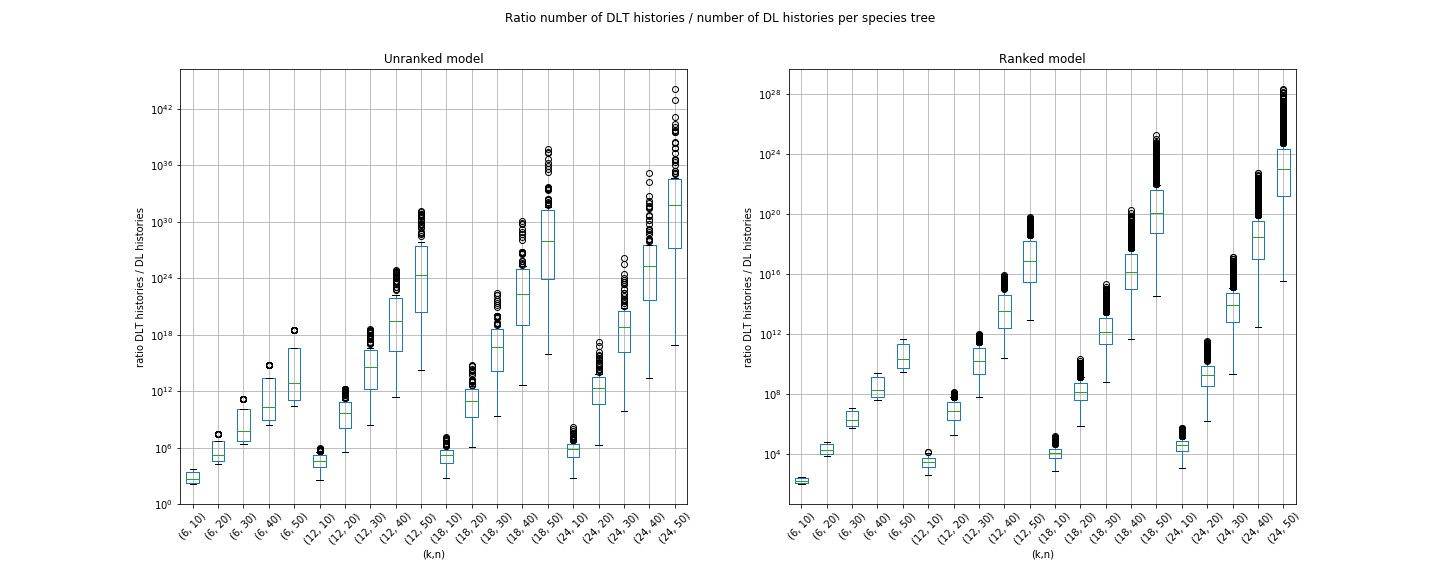 Ratio number of DLT histories / number of DL histories per species tree
Unranked model
ratio DLT histories / DL histories
10^42
10^36
10^30
10^24
10^18
10^12
10^6
10^0
(6, 10) (6, 20) (6, 30) (6, 40) (6, 50) (12, 10) (12, 20) (12, 30) (12, 40) (12, 50) (18, 10) (18, 20) (18, 30) (18, 40) (18, 50) (24, 10) (24, 20) (24, 30) (24, 40) (24, 50)
(k,n)
Ranked model
ratio DLT histories / DL histories
10^28
10^24
10^20
10^16
10^12
10^8
10^4
(6, 10) (6, 20) (6, 30) (6, 40) (6, 50) (12, 10) (12, 20) (12, 30) (12, 40) (12, 50) (18, 10) (18, 20) (18, 30) (18, 40) (18, 50) (24, 10) (24, 20) (24, 30) (24, 40) (24, 50)
(k,n)